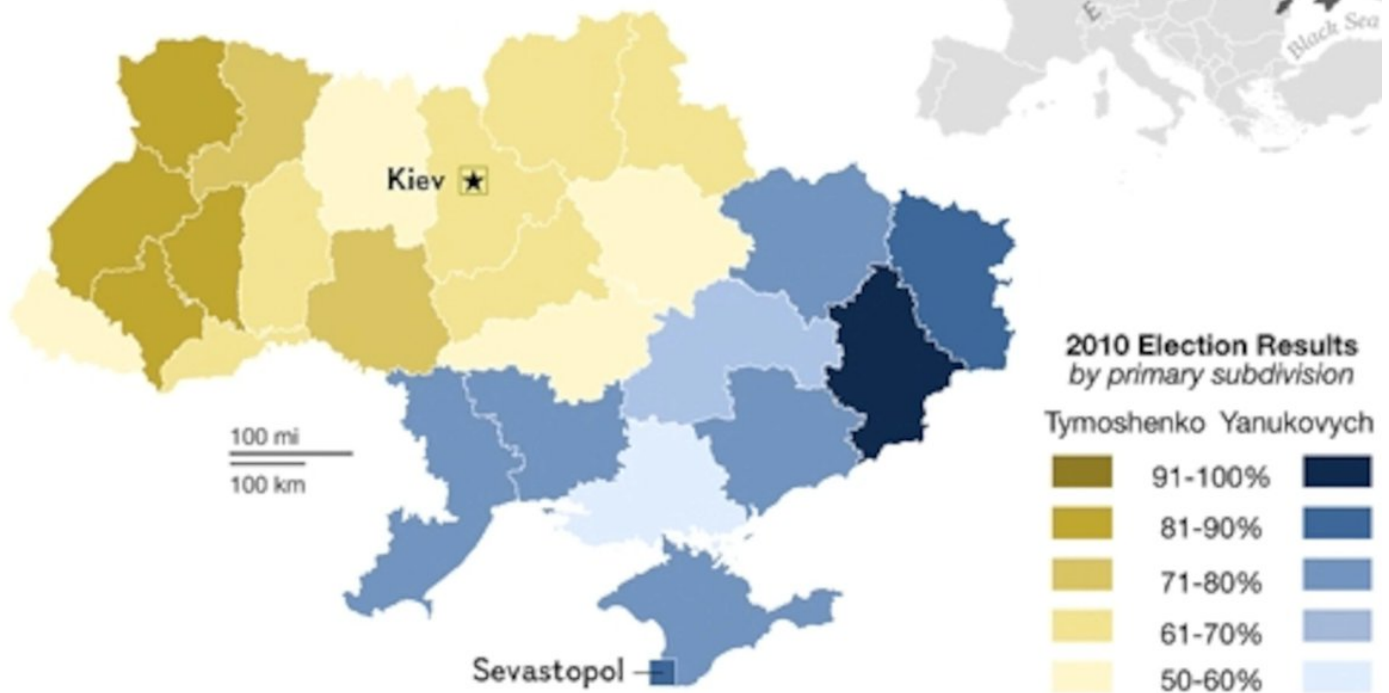 Black Sea
E
Kiev
100 mi
100 km
Sevastopol
2010 Election Results
by primary subdivision
Tymoshenko Yanukovych
91-100%
81-90%
71-80%
61-70%
50-60%